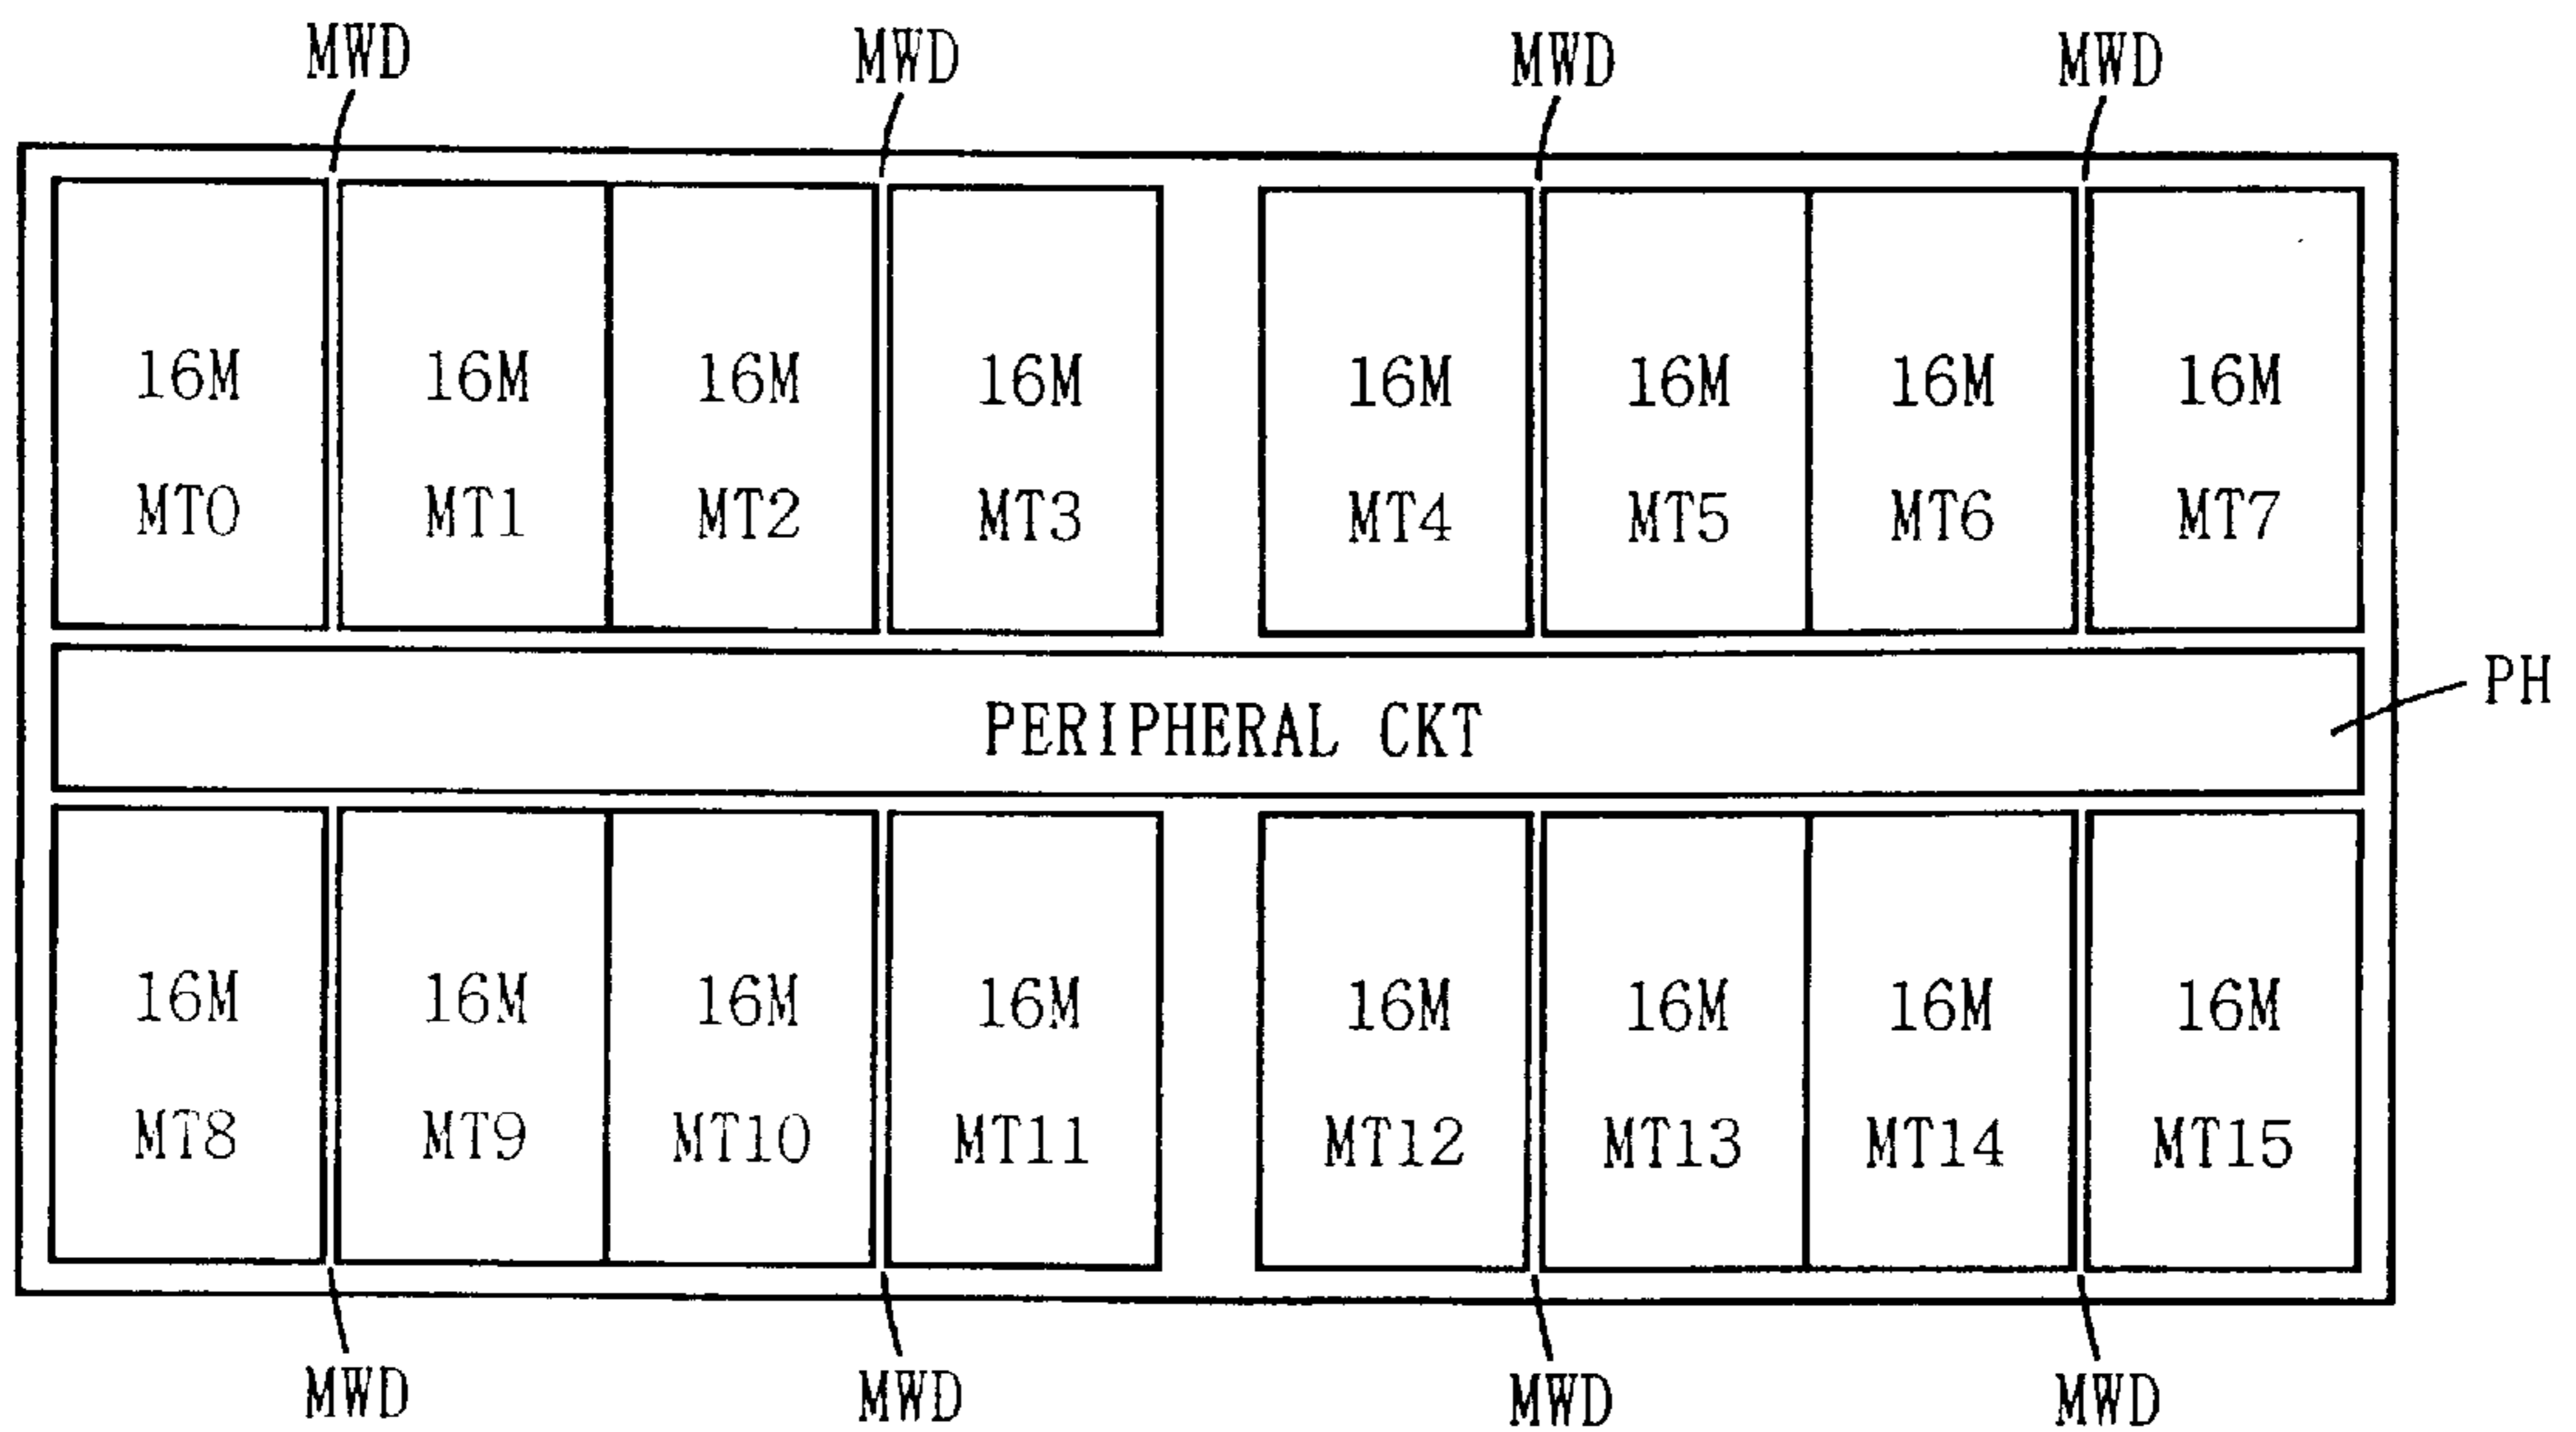 MWD MWD MWD MWD
16M 16M 16M 16M 16M 16M 16M 16M
MT0 MT1 MT2 MT3 MT4 MT5 MT6 MT7
PH
PERIPHERAL CKT
16M 16M 16M 16M 16M 16M 16M 16M
MT8 MT9 MT10 MT11 MT12 MT13 MT14 MT15
MWD MWD MWD MWD